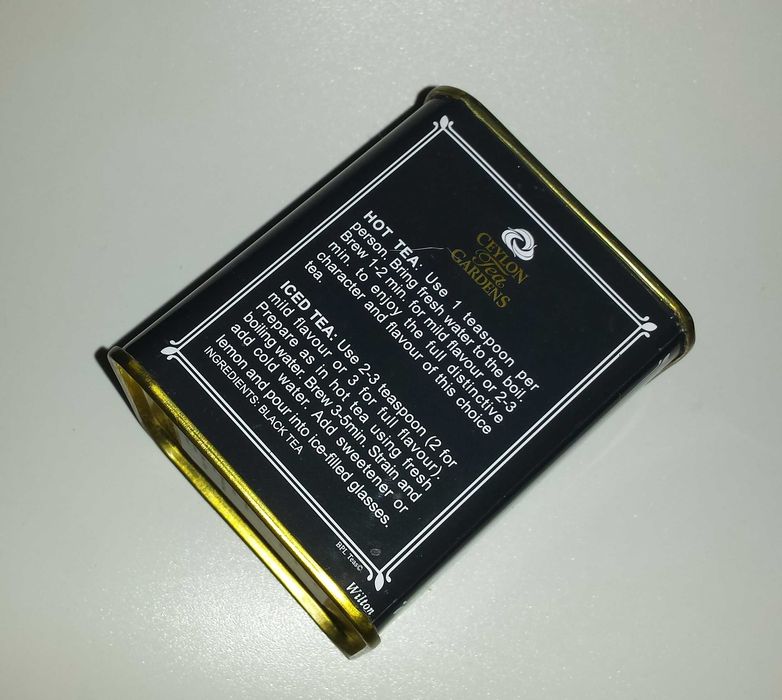 CEYLON
Tea
GARDENS
HOT TEA: Use 1 teaspoon per
person. Bring fresh water to the boil.
Brew 1-2 min. for mild flavour or 2-3
min. to enjoy the full distinctive
character and flavour of this choice
tea
ICED TEA: Use 2-3 teaspoon (2 for
mild flavour or 3 for full flavour).
Prepate as in hot tea using fresh
boiling water. Brew 3-5min. Strain and
add cold water. Add sweetener or
lemon and pour into ice-filled glasses.
INGREDIENTS: BLACK TEA
BPL Teas©
Wilton